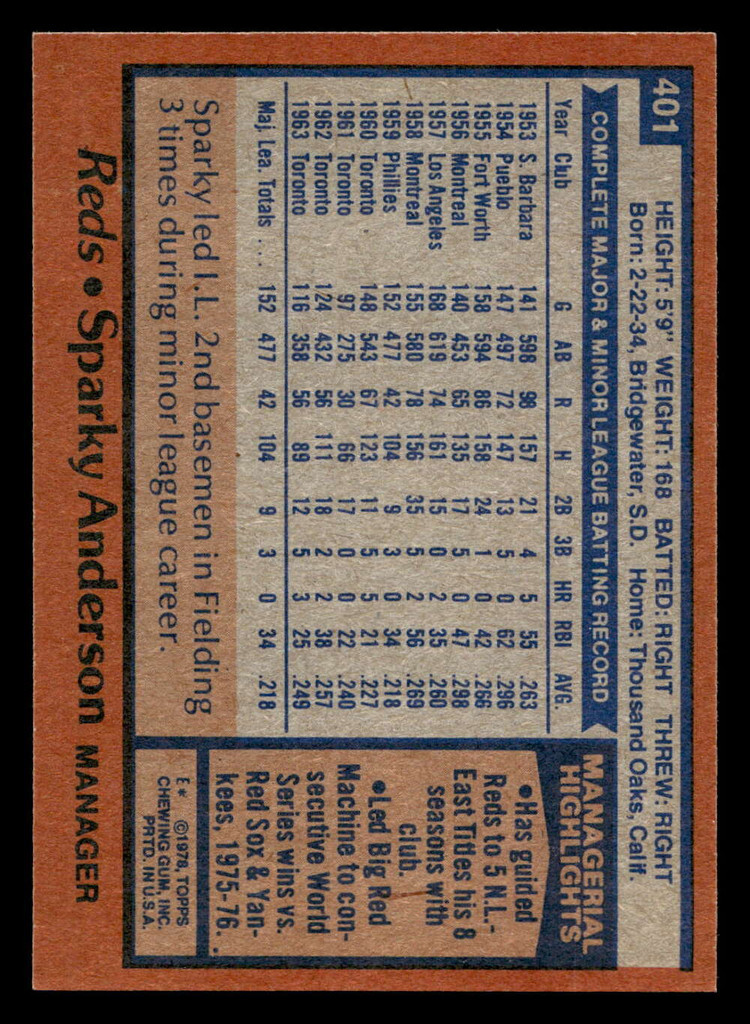 401
HEIGHT: 5'9" WEIGHT: 168 BATTED: RIGHT THREW: RIGHT
Born: 2-22-34, Bridgewater, S.D. Home: Thousand Oaks, Calif.
COMPLETE MAJOR & MINOR LEAGUE BATTING RECORD
Year Club G AB R H 2B 3B HR RBI AVG.
1953 S. Barbara 141 598 98 157 21 4 5 55 .263
1954 Pueblo 147 497 72 147 13 5 0 62 .296
1955 Fort Worth 158 594 86 158 24 1 0 42 .266
1956 Montreal 140 453 65 135 17 5 0 47 .298
1957 Los Angeles 168 619 74 161 15 0 2 35 .260
1958 Montreal 155 580 78 156 35 5 2 56 .269
1959 Phillies 152 477 42 104 9 3 0 34 .218
1960 Toronto 148 543 67 123 11 5 5 21 .227
1961 Toronto 97 275 30 66 17 0 0 22 .240
1962 Toronto 124 432 56 111 18 2 2 38 .257
1963 Toronto 116 358 56 89 12 5 3 25 .249
Maj. Lea. Totals .... 152 477 42 104 9 3 0 34 .218
Sparky led I.L. 2nd basemen in Fielding
3 times during minor league career.
MANAGERIAL
HIGHLIGHTS
•Has guided
Reds to 5 N.L.-
East Titles his 8
seasons with
club.
•Led Big Red
Machine to con-
secutive World
Series wins vs.
Red Sox & Yan-
kees, 1975-76.
E* ©1978, TOPPS
CHEWING GUM, INC.
PRTD. IN U.S.A.
Reds • Sparky Anderson MANAGER